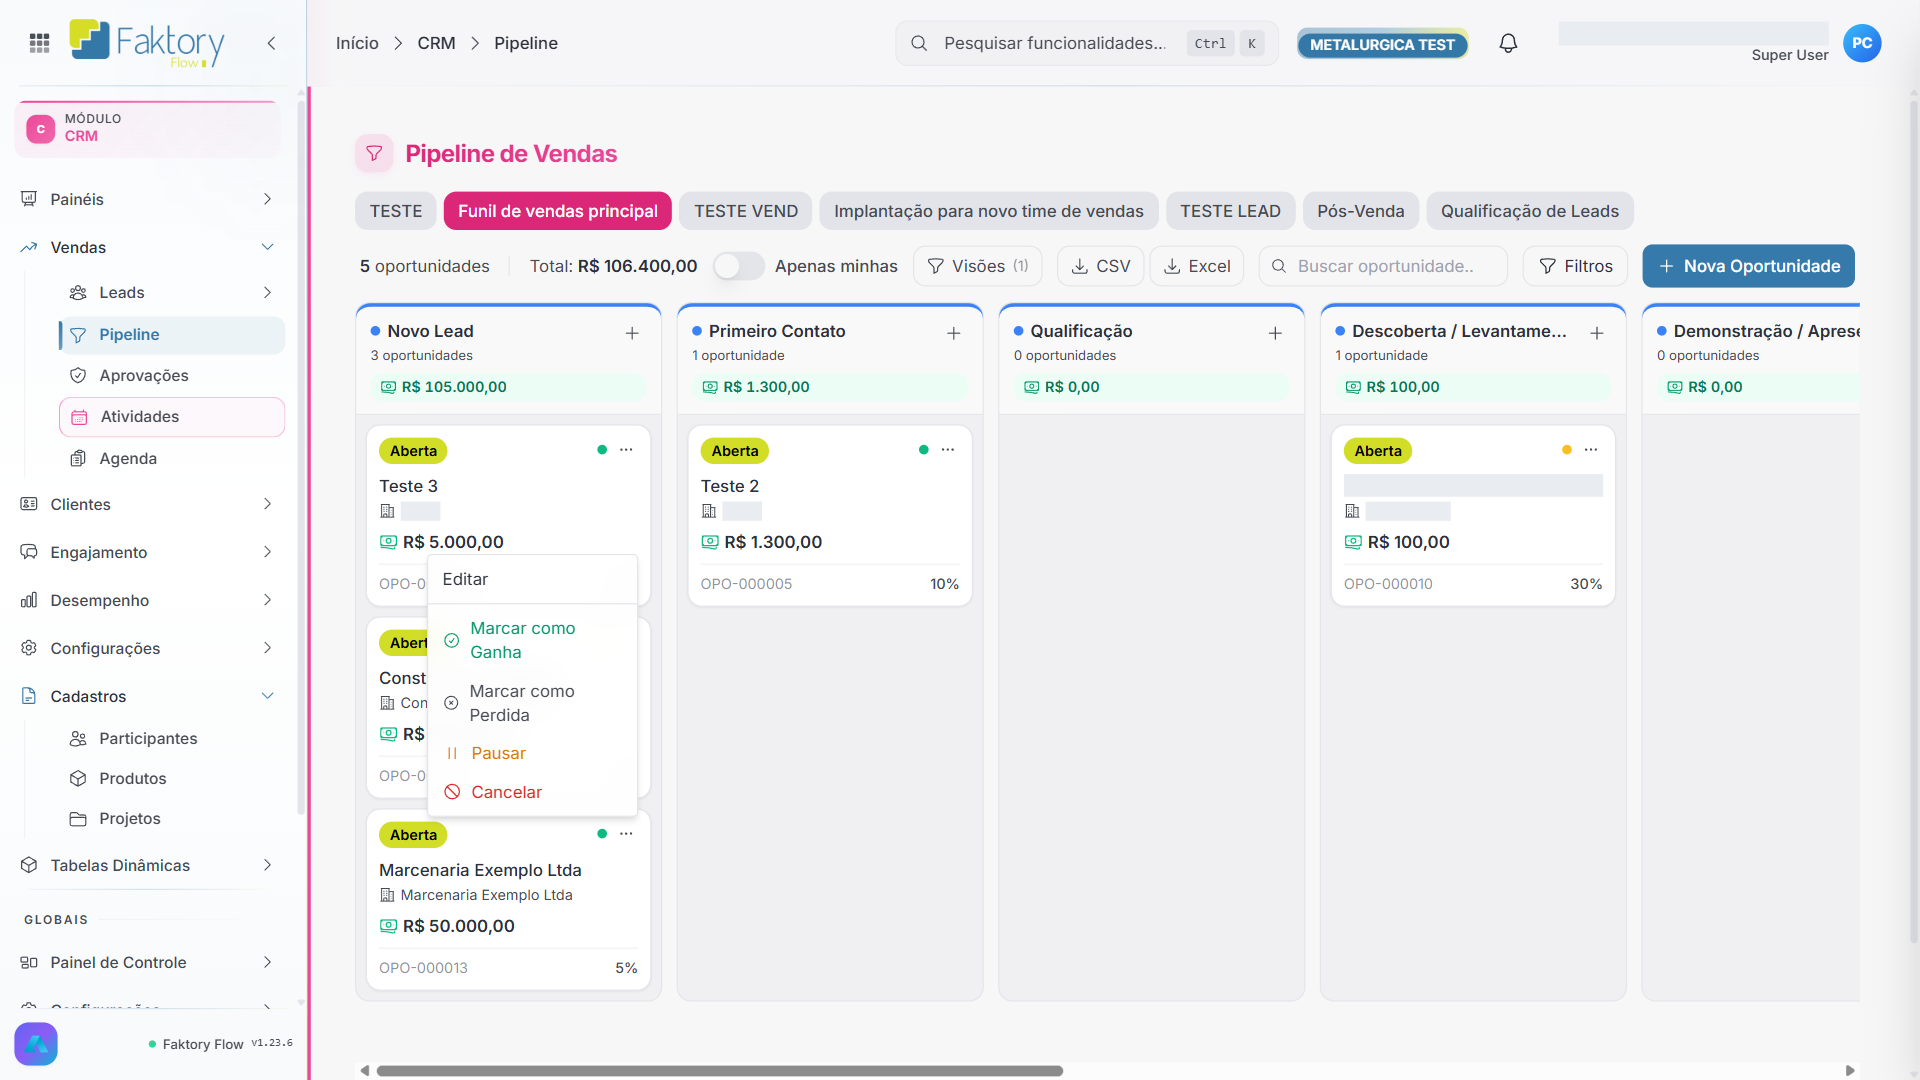 Faktory
Flow
Início > CRM > Pipeline
Pesquisar funcionalidades...
Ctrl K
METALURGICA TEST
Super User
PC
C
MÓDULO
CRM
Painéis
Vendas
Leads
Pipeline
Aprovações
Atividades
Agenda
Clientes
Engajamento
Desempenho
Configurações
Cadastros
Participantes
Produtos
Projetos
Tabelas Dinâmicas
GLOBAIS
Painel de Controle
Configurações
Faktory Flow v1.23.6
Pipeline de Vendas
TESTE
Funil de vendas principal
TESTE VEND
Implantação para novo time de vendas
TESTE LEAD
Pós-Venda
Qualificação de Leads
5 oportunidades
Total: R$ 106.400,00
Apenas minhas
Visões (1)
CSV
Excel
Buscar oportunidade..
Filtros
+ Nova Oportunidade
Novo Lead
3 oportunidades
R$ 105.000,00
Aberta
Teste 3
R$ 5.000,00
OPO-0
Editar
Marcar como
Ganha
Marcar como
Perdida
Pausar
Cancelar
Abert
Const
Con
R$
OPO-0
Aberta
Marcenaria Exemplo Ltda
Marcenaria Exemplo Ltda
R$ 50.000,00
OPO-000013
5%
Primeiro Contato
1 oportunidade
R$ 1.300,00
Aberta
Teste 2
R$ 1.300,00
OPO-000005
10%
Qualificação
0 oportunidades
R$ 0,00
Descoberta / Levantame...
1 oportunidade
R$ 100,00
Aberta
R$ 100,00
OPO-000010
30%
Demonstração / Aprese
0 oportunidades
R$ 0,00